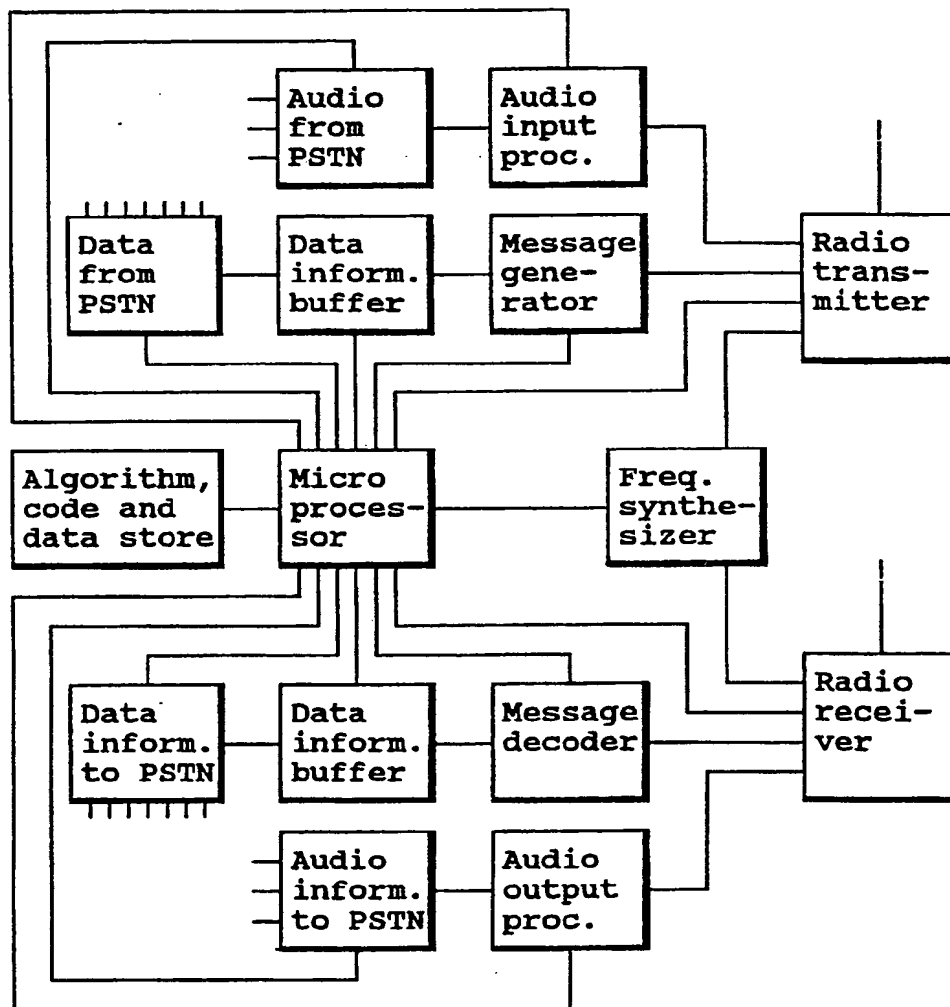 Audio
from
PSTN
Audio
input
proc.
Data
from
PSTN
Data
inform.
buffer
Message
gene-
rator
Radio
trans-
mitter
Algorithm,
code and
data store
Micro
proces-
sor
Freq.
synthe-
sizer
Data
inform.
to PSTN
Data
inform.
buffer
Message
decoder
Radio
recei-
ver
Audio
inform.
to PSTN
Audio
output
proc.